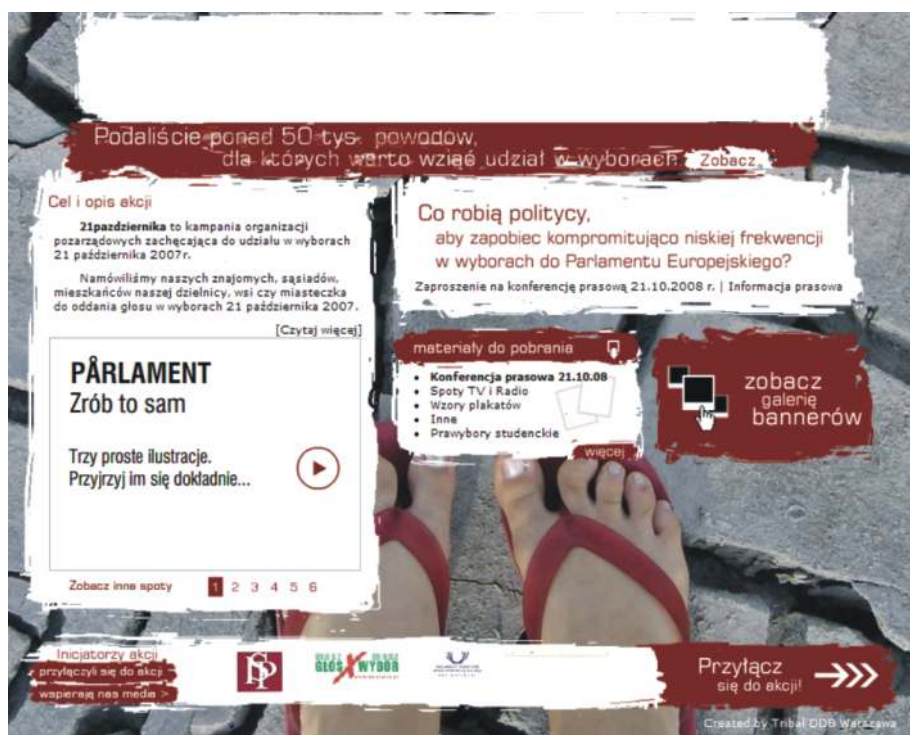 Podaliście ponad 50 tys. powodów,
dla których warto wziąć udział w wyborach Zobacz
Cel i opis akcji
21pazdziernika to kampania organizacji
pozarządowych zachęcająca do udziału w wyborach
21 października 2007r.
Namówiliśmy naszych znajomych, sąsiadów,
mieszkańców naszej dzielnicy, wsi czy miasteczka
do oddania głosu w wyborach 21 października 2007.
[Czytaj więcej]
PÅRLAMENT
Zrób to sam
Trzy proste ilustracje.
Przyjrzyj im się dokładnie...
Zobacz inne spoty 1 2 3 4 5 6
Co robią politycy,
aby zapobiec kompromitująco niskiej frekwencji
w wyborach do Parlamentu Europejskiego?
Zaproszenie na konferencję prasową 21.10.2008 r. | Informacja prasowa
materiały do pobrania
Konferencja prasowa 21.10.08
Spoty TV i Radio
Wzory plakatów
Inne
Prawybory studenckie
więcej
zobacz
galerię
bannerów
Inicjatorzy akcji
przyłączyli się do akcji
wspierają nas media >
ISP
MASZ MASZ
GŁOS X WYBÓR
Przyłącz
się do akcji!
Created by Tribal DDB Warszawa